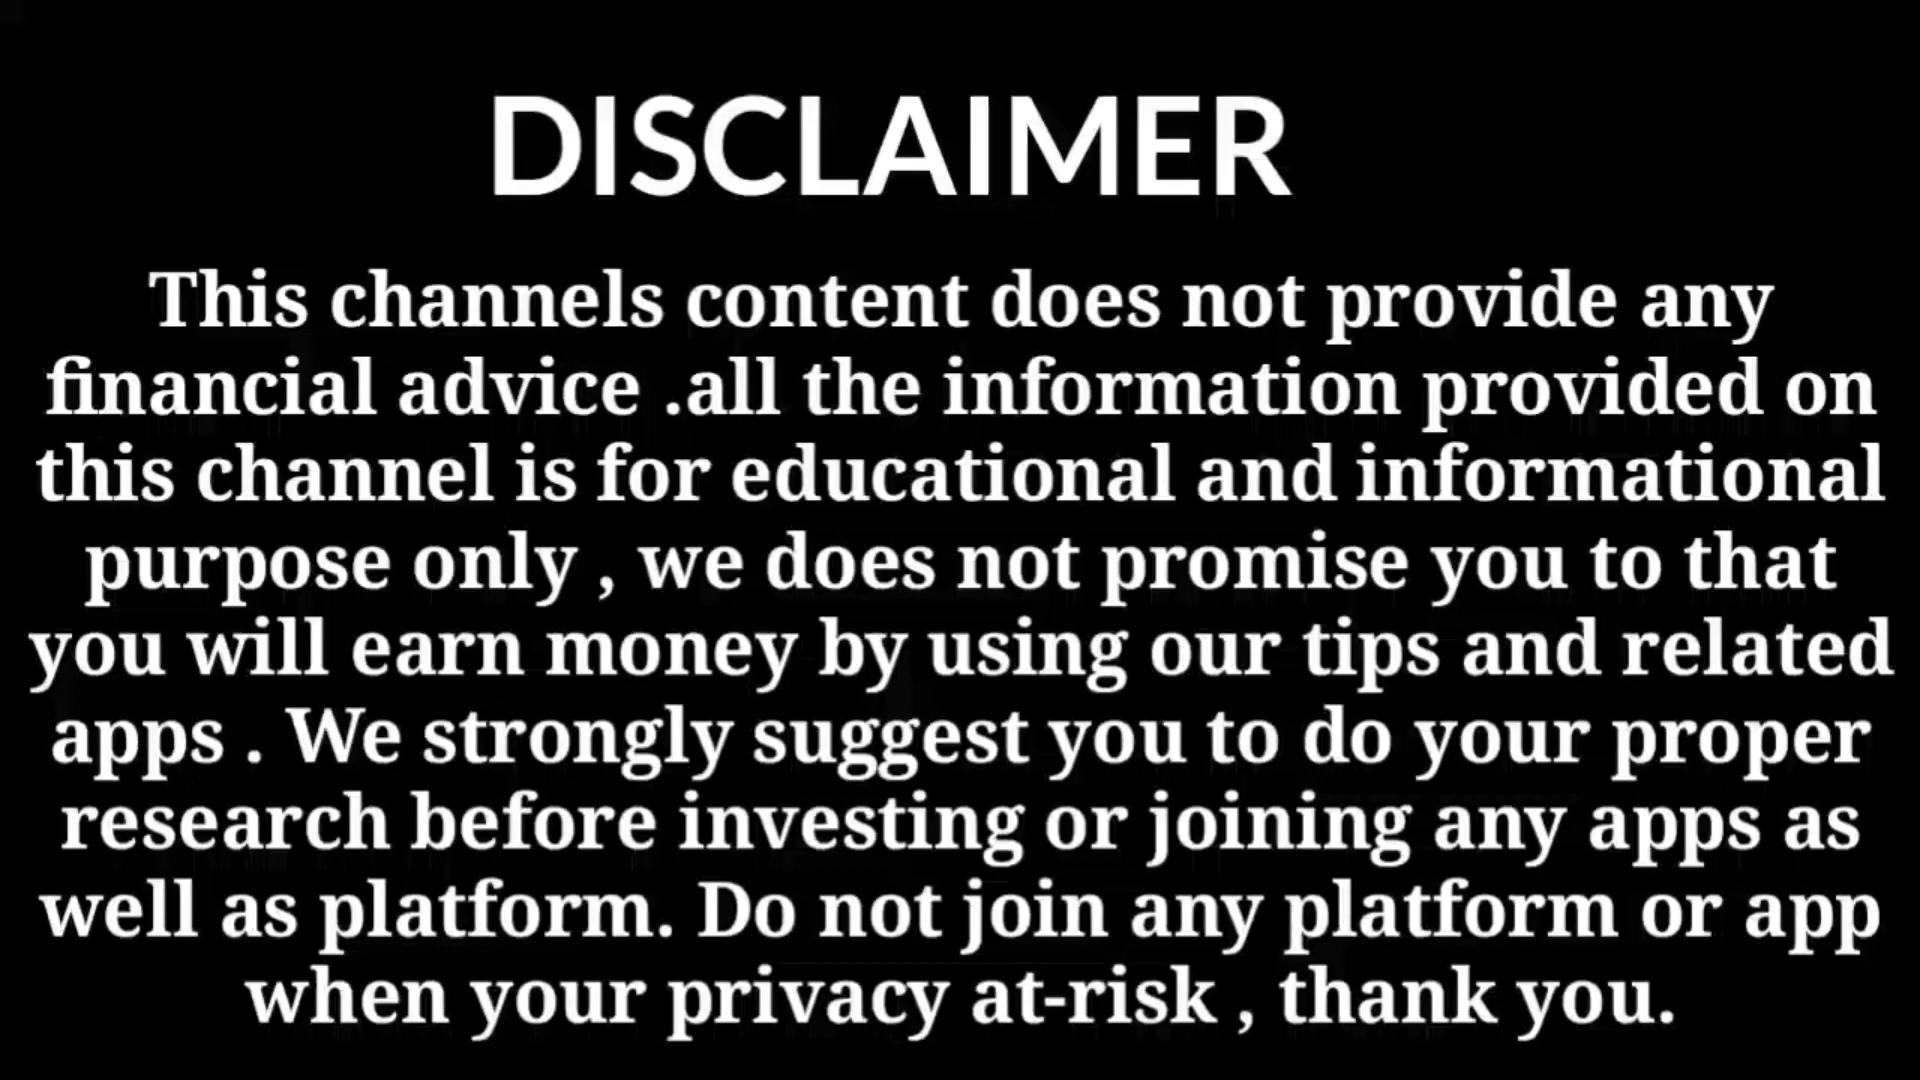 DISCLAIMER
This channels content does not provide any
financial advice .all the information provided on
this channel is for educational and informational
purpose only , we does not promise you to that
you will earn money by using our tips and related
apps . We strongly suggest you to do your proper
research before investing or joining any apps as
well as platform. Do not join any platform or app
when your privacy at-risk , thank you.